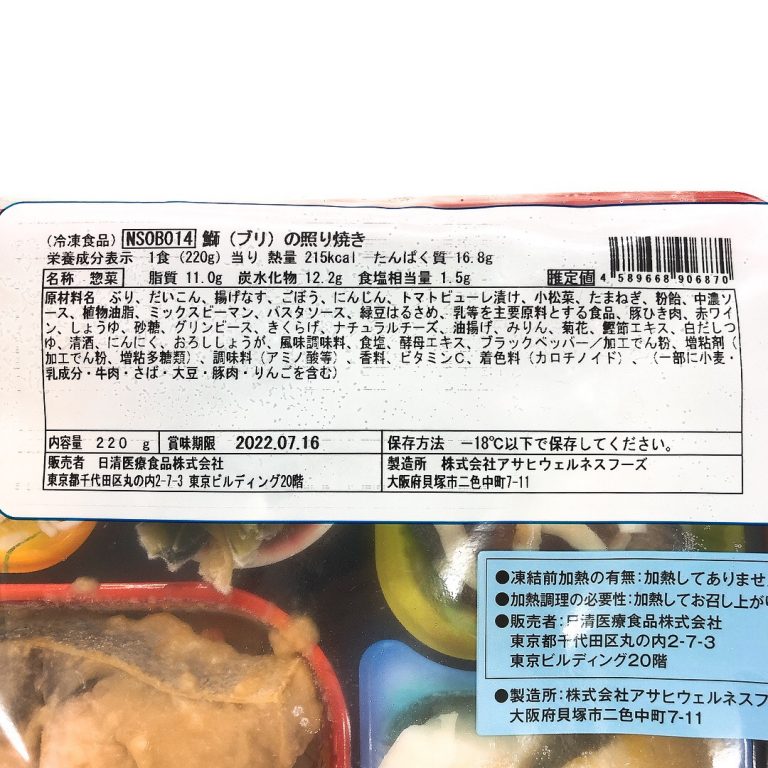 (冷凍食品) NSOB014 鰤（ブリ）の照り焼き
栄養成分表示 1食（220g）当り 熱量 215kcal たんぱく質 16.8g
名称 惣菜 脂質 11.0g 炭水化物 12.2g 食塩相当量 1.5g 推定値
4 589668 906870
原材料名 ぶり、だいこん、揚げなす、ごぼう、にんじん、トマトピューレ漬け、小松菜、たまねぎ、粉飴、中濃ソ
ース、植物油脂、ミックスピーマン、パスタソース、緑豆はるさめ、乳等を主要原料とする食品、豚ひき肉、赤ワイ
ン、しょうゆ、砂糖、グリンピース、きくらげ、ナチュラルチーズ、油揚げ、みりん、菊花、鰹節エキス、白だしつ
ゆ、清酒、にんにく、おろししょうが、風味調味料、食塩、酵母エキス、ブラックペッパー／加工でん粉、増粘剤（
加工でん粉、増粘多糖類）、調味料（アミノ酸等）、香料、ビタミンC、着色料（カロチノイド）、（一部に小麦・
乳成分・牛肉・さば・大豆・豚肉・りんごを含む）
内容量 220 g 賞味期限 2022.07.16 保存方法 －18℃以下で保存してください。
販売者 日清医療食品株式会社 製造所 株式会社アサヒウェルネスフーズ
東京都千代田区丸の内2-7-3 東京ビルディング20階 大阪府貝塚市二色中町7-11
●凍結前加熱の有無：加熱してありませ
●加熱調理の必要性：加熱してお召し上が
●販売者：日清医療食品株式会社
東京都千代田区丸の内2-7-3
東京ビルディング20階
●製造所：株式会社アサヒウェルネスフ
大阪府貝塚市二色中町7-11